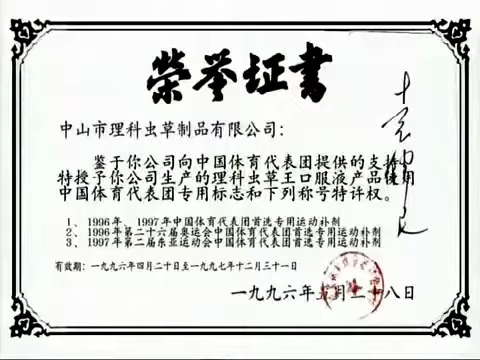 荣誉证书
中山市理科虫草制品有限公司：
鉴于你公司向中国体育代表团提供的支持
特授予你公司生产的理科虫草王口服液产品使用
中国体育代表团专用标志和下列称号特许权。
1、1996年、1997年中国体育代表团首选专用运动补剂
2、1996年第二十六届奥运会中国体育代表团首选专用运动补剂
3、1997年第二届东亚运动会中国体育代表团首选专用运动补剂
有效期：一九九六年四月二十日至一九九七年十二月三十一日
一九九六年五月二十八日